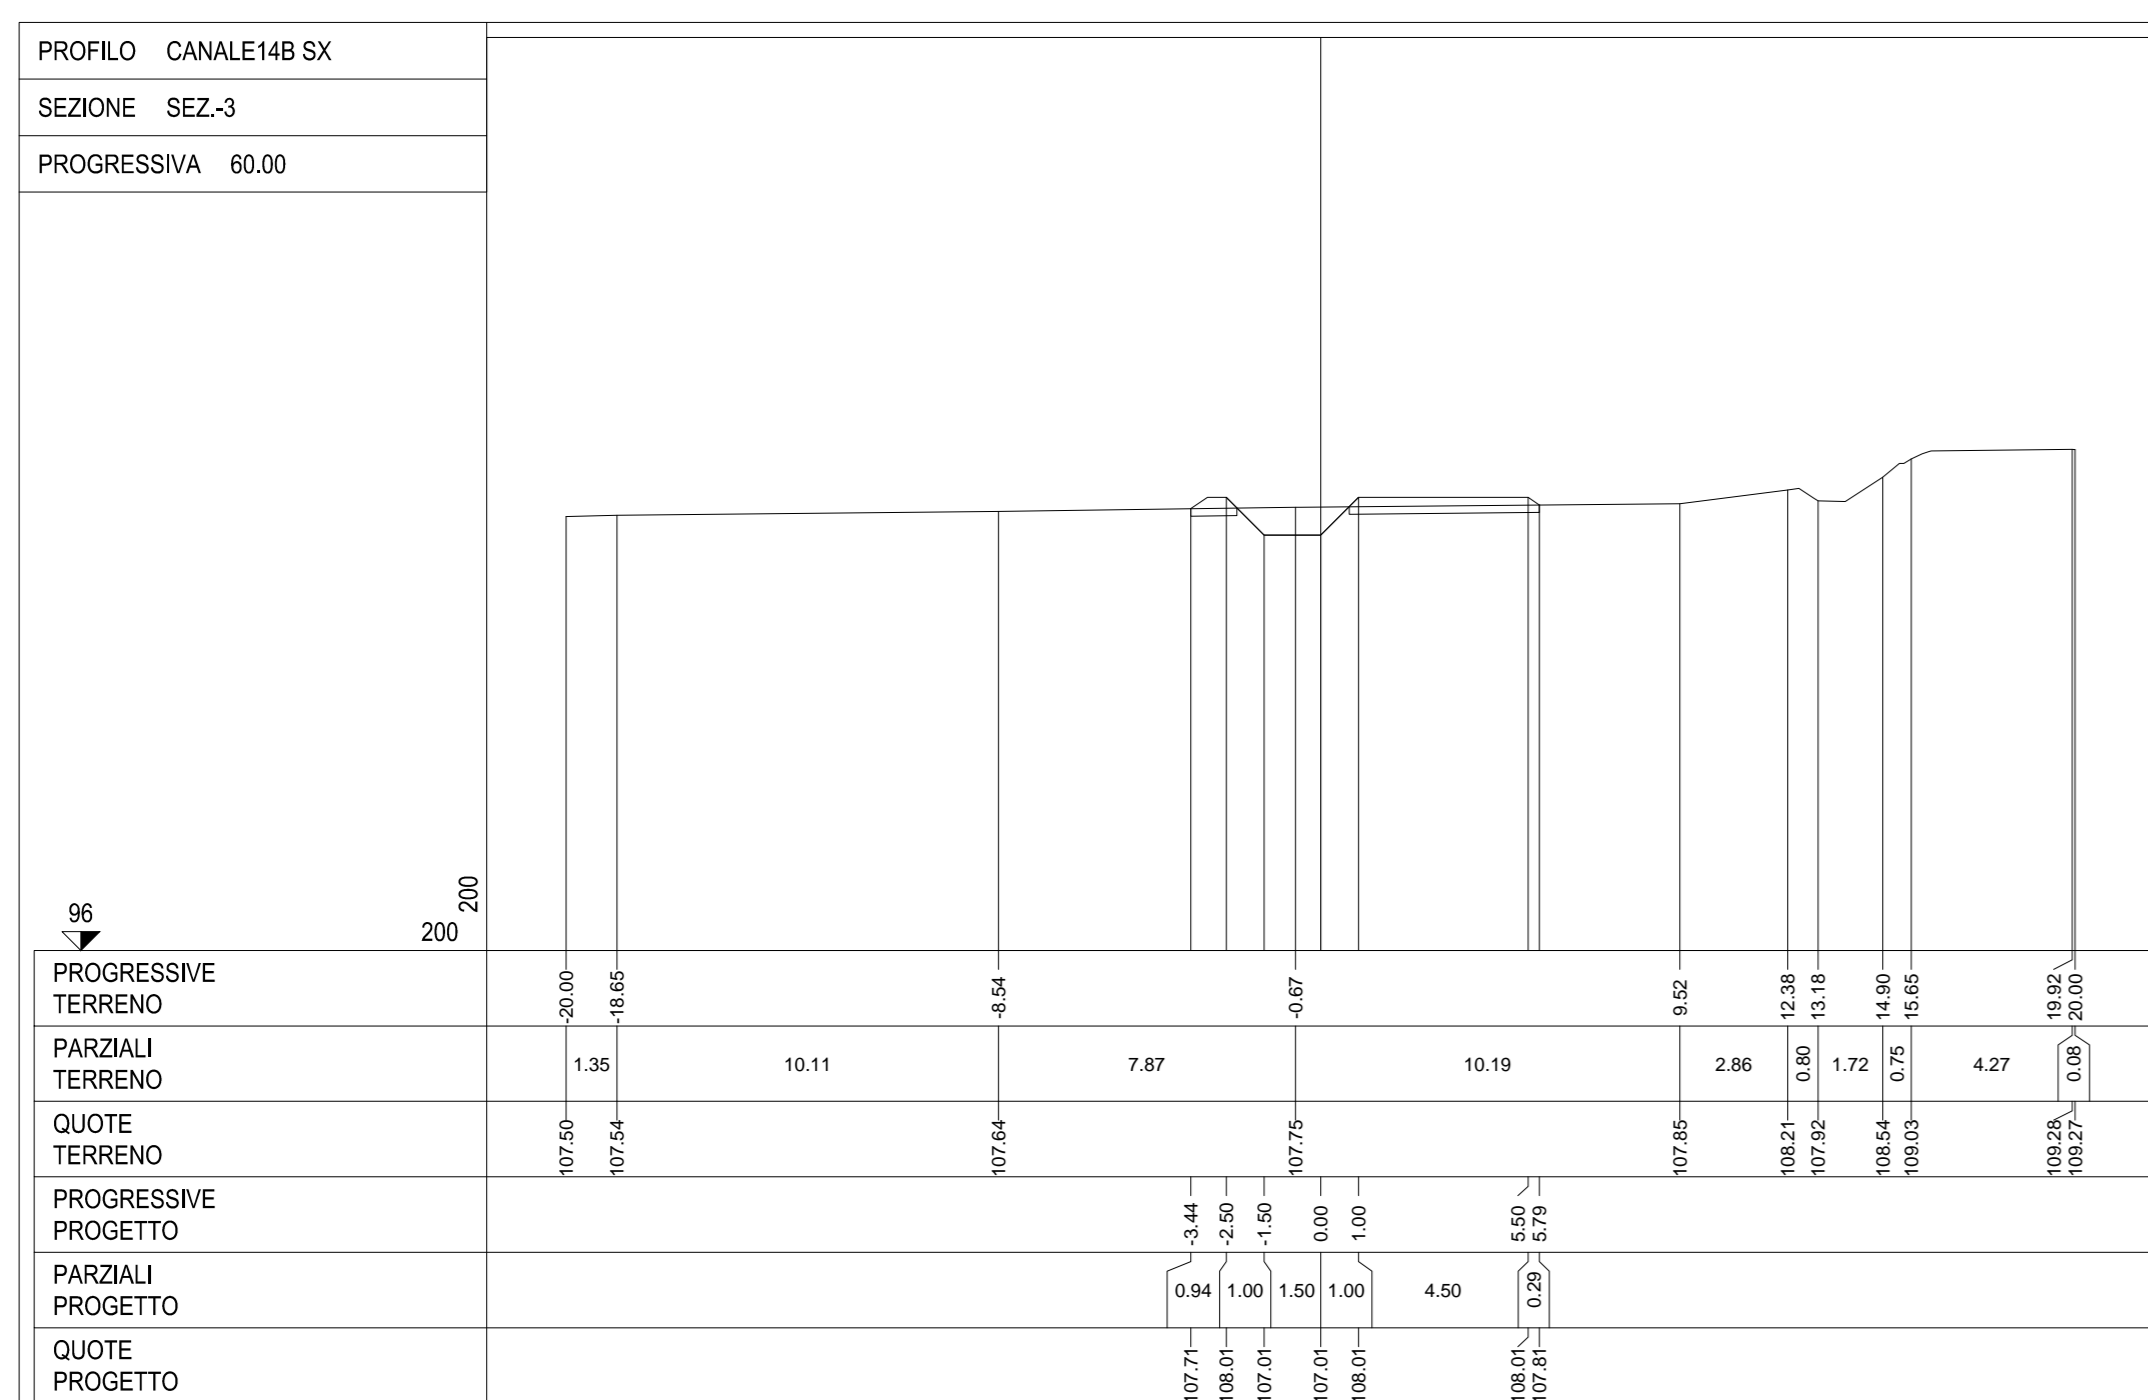 PROFILO CANALE14B SX
SEZIONE SEZ.-3
PROGRESSIVA 60.00
200
96
200
PROGRESSIVE
TERRENO
-20.00 -18.65 -8.54 -0.67 9.52 12.38 13.18 14.90 15.65 19.92 20.00
PARZIALI
TERRENO
1.35 10.11 7.87 10.19 2.86 0.80 1.72 0.75 4.27 0.08
QUOTE
TERRENO
107.50 107.54 107.64 107.75 107.85 108.21 107.92 108.54 109.03 109.28 109.27
PROGRESSIVE
PROGETTO
-3.44 -2.50 -1.50 0.00 1.00 5.50 5.79
PARZIALI
PROGETTO
0.94 1.00 1.50 1.00 4.50 0.29
QUOTE
PROGETTO
107.71 108.01 107.01 107.01 108.01 108.01 107.81